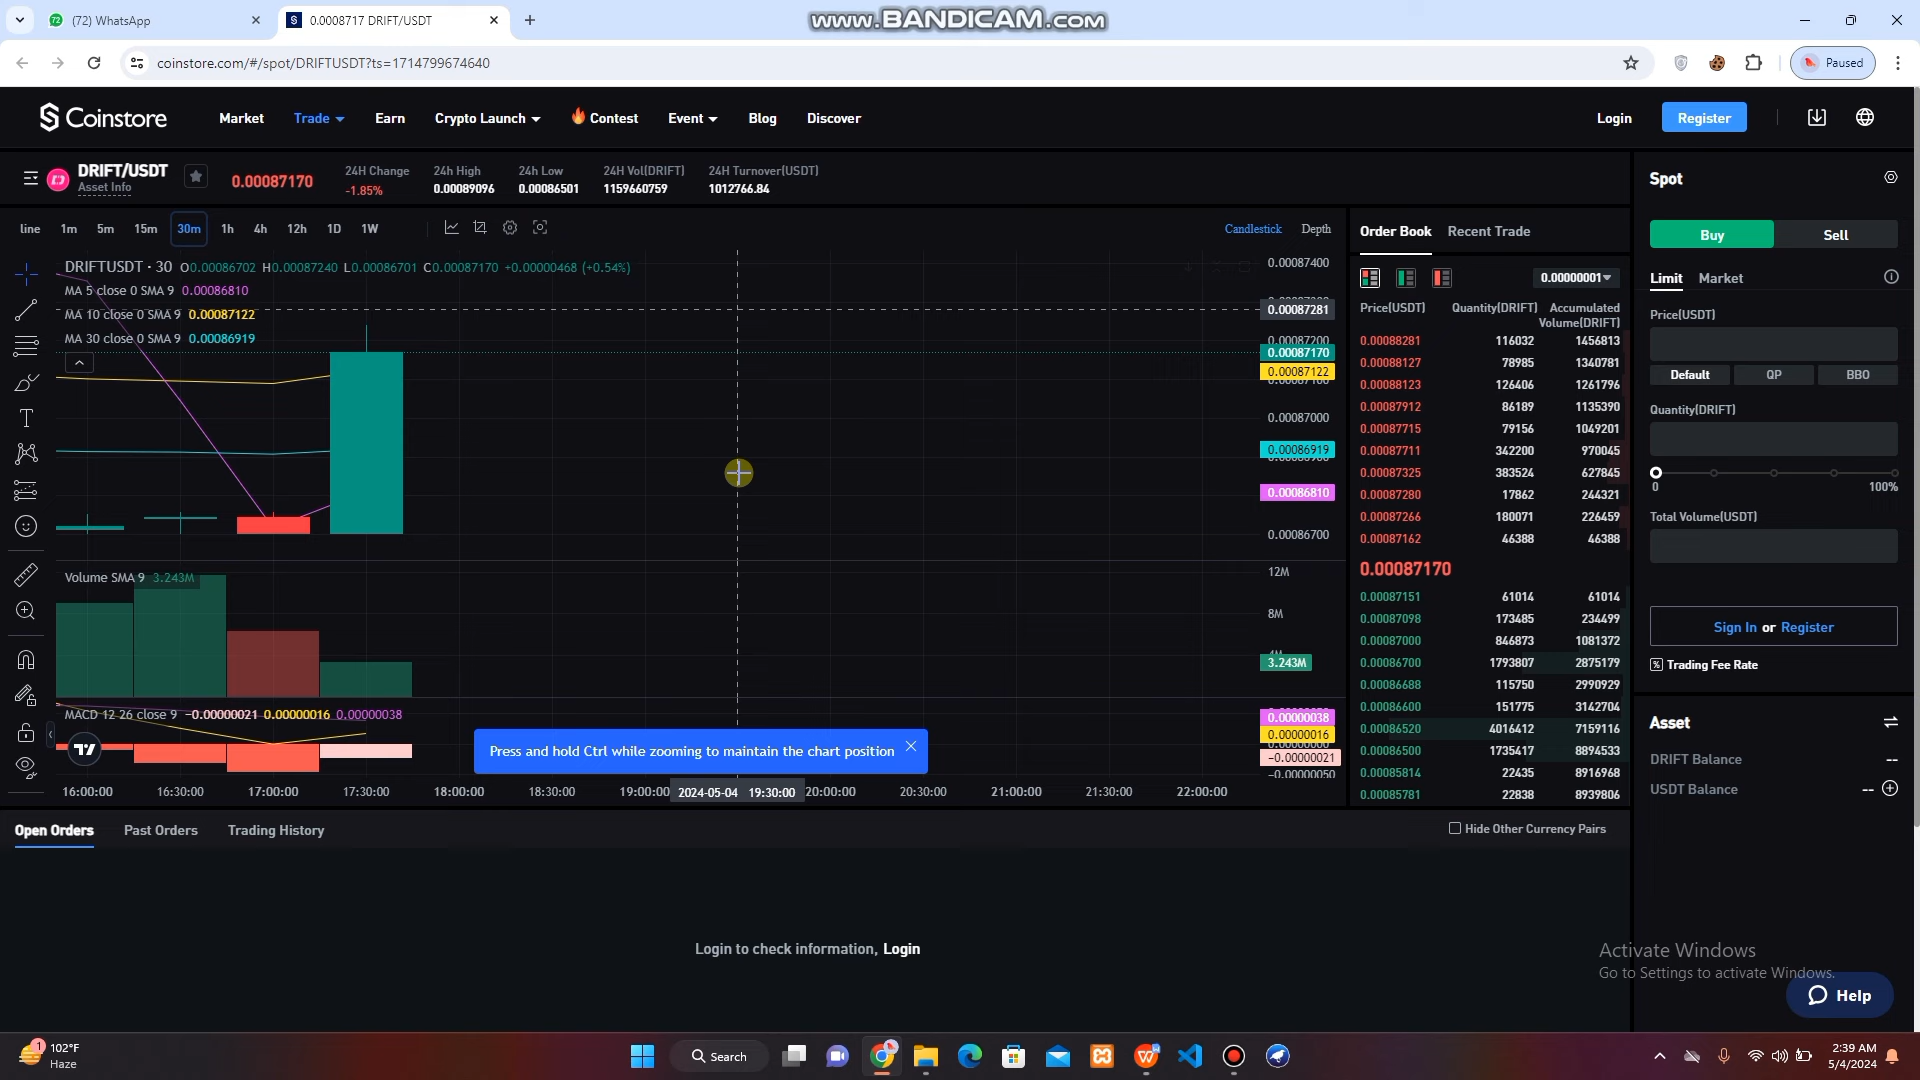 (72) WhatsApp
0.0008717 DRIFT/USDT
www.BANDICAM.com
coinstore.com/#/spot/DRIFTUSDT?ts=1714799674640
Paused
Coinstore
Market
Trade
Earn
Crypto Launch
Contest
Event
Blog
Discover
Login
Register
DRIFT/USDT
Asset Info
0.00087170
24H Change
-1.85%
24h High
0.00089096
24h Low
0.00086501
24H Vol(DRIFT)
1159660759
24H Turnover(USDT)
1012766.84
line 1m 5m 15m 30m 1h 4h 12h 1D 1W
Candlestick Depth
DRIFTUSDT · 30 O0.00086702 H0.00087240 L0.00086701 C0.00087170 +0.00000468 (+0.54%)
MA 5 close 0 SMA 9 0.00086810
MA 10 close 0 SMA 9 0.00087122
MA 30 close 0 SMA 9 0.00086919
0.00087400
0.00087281
0.00087200
0.00087170
0.00087122
0.00087000
0.00086919
0.00086810
0.00086700
Volume SMA 9 3.243M
12M
8M
3.243M
MACD 12 26 close 9 −0.00000021 0.00000016 0.00000038
0.00000038
0.00000016
−0.00000021
−0.00000050
Press and hold Ctrl while zooming to maintain the chart position
16:00:00 16:30:00 17:00:00 17:30:00 18:00:00 18:30:00 19:00:00 2024-05-04 19:30:00 20:00:00 20:30:00 21:00:00 21:30:00 22:00:00
Order Book Recent Trade
0.00000001
Price(USDT) Quantity(DRIFT) Accumulated
Volume(DRIFT)
0.00088281 116032 1456813
0.00088127 78985 1340781
0.00088123 126406 1261796
0.00087912 86189 1135390
0.00087715 79156 1049201
0.00087711 342200 970045
0.00087325 383524 627845
0.00087280 17862 244321
0.00087266 180071 226459
0.00087162 46388 46388
0.00087170
0.00087151 61014 61014
0.00087098 173485 234499
0.00087000 846873 1081372
0.00086700 1793807 2875179
0.00086688 115750 2990929
0.00086600 151775 3142704
0.00086520 4016412 7159116
0.00086500 1735417 8894533
0.00085814 22435 8916968
0.00085781 22838 8939806
Spot
Buy Sell
Limit Market
Price(USDT)
Default QP BBO
Quantity(DRIFT)
0 100%
Total Volume(USDT)
Sign In or Register
Trading Fee Rate
Asset
DRIFT Balance --
USDT Balance --
Open Orders Past Orders Trading History
Hide Other Currency Pairs
Login to check information, Login
Activate Windows
Go to Settings to activate Windows.
Help
1
102°F
Haze
Search
2:39 AM
5/4/2024